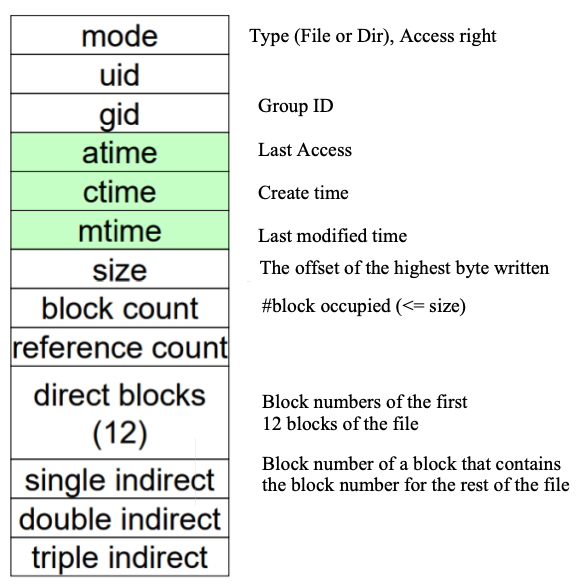 mode Type (File or Dir), Access right
uid
gid Group ID
atime Last Access
ctime Create time
mtime Last modified time
size The offset of the highest byte written
block count #block occupied (<= size)
reference count
direct blocks
(12)
Block numbers of the first
12 blocks of the file
single indirect
Block number of a block that contains
the block number for the rest of the file
double indirect
triple indirect